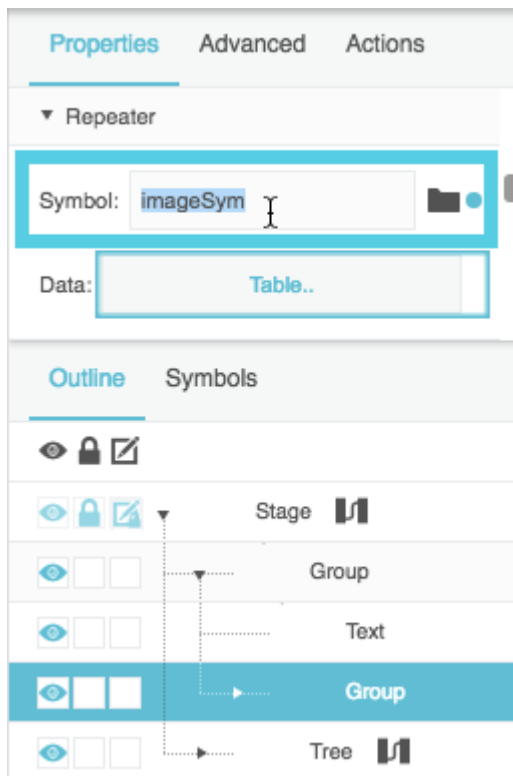 Properties Advanced Actions
Repeater
Symbol: imageSym
Data: Table..
Outline Symbols
Stage
Group
Text
Group
Tree